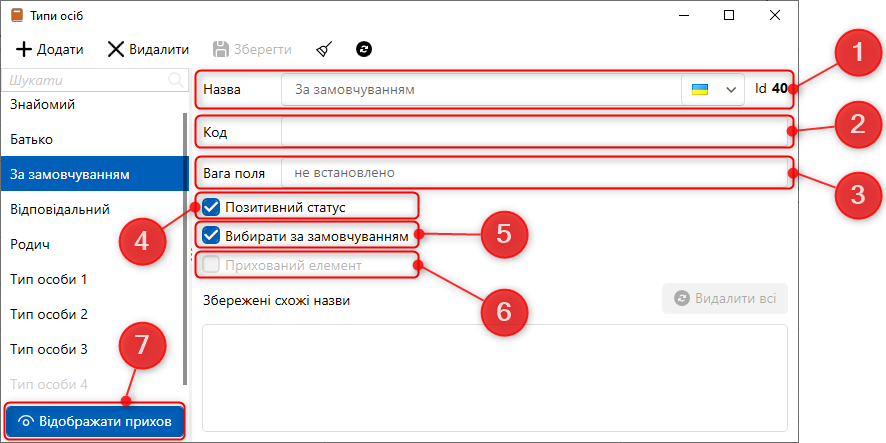 Типи осіб
Додати Видалити Зберегти
Шукати
Знайомий
Батько
За замовчуванням
Відповідальний
Родич
Тип особи 1
Тип особи 2
Тип особи 3
Тип особи 4
Відображати прихов
Назва За замовчуванням Id 40
Код
Вага поля не встановлено
Позитивний статус
Вибирати за замовчуванням
Прихований елемент
Збережені схожі назви Видалити всі
1
2
3
4
5
6
7